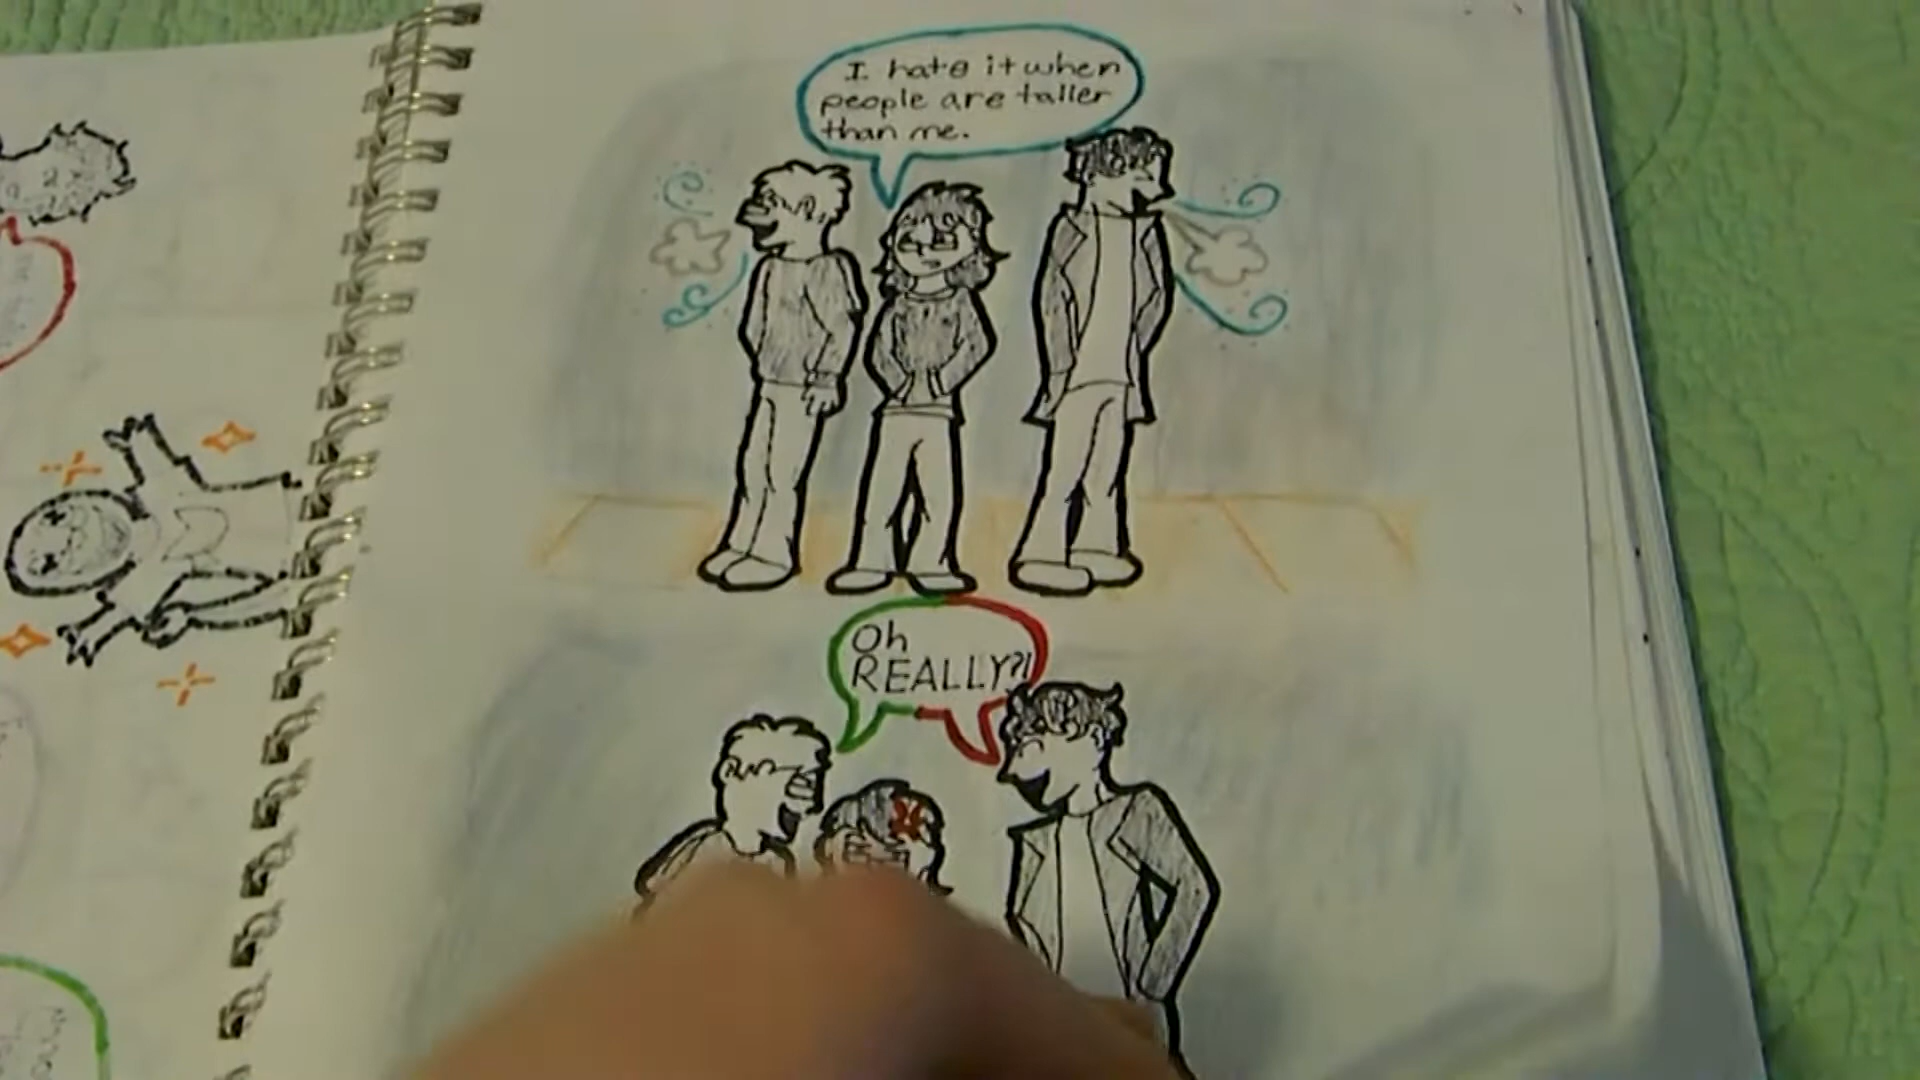 I hate it when
people are taller
than me.
Oh
REALLY?!